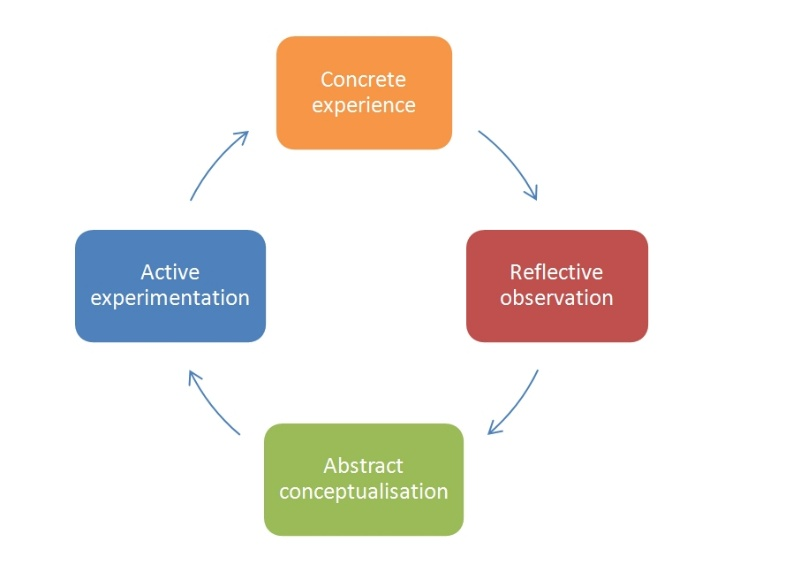 Concrete
experience
Reflective
observation
Abstract
conceptualisation
Active
experimentation